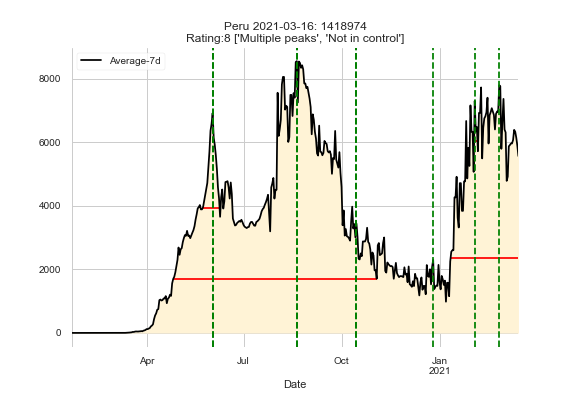 Peru 2021-03-16: 1418974
Rating:8 ['Multiple peaks', 'Not in control']
Average-7d
8000
6000
4000
2000
0
Apr
Jul
Oct
Jan
2021
Date